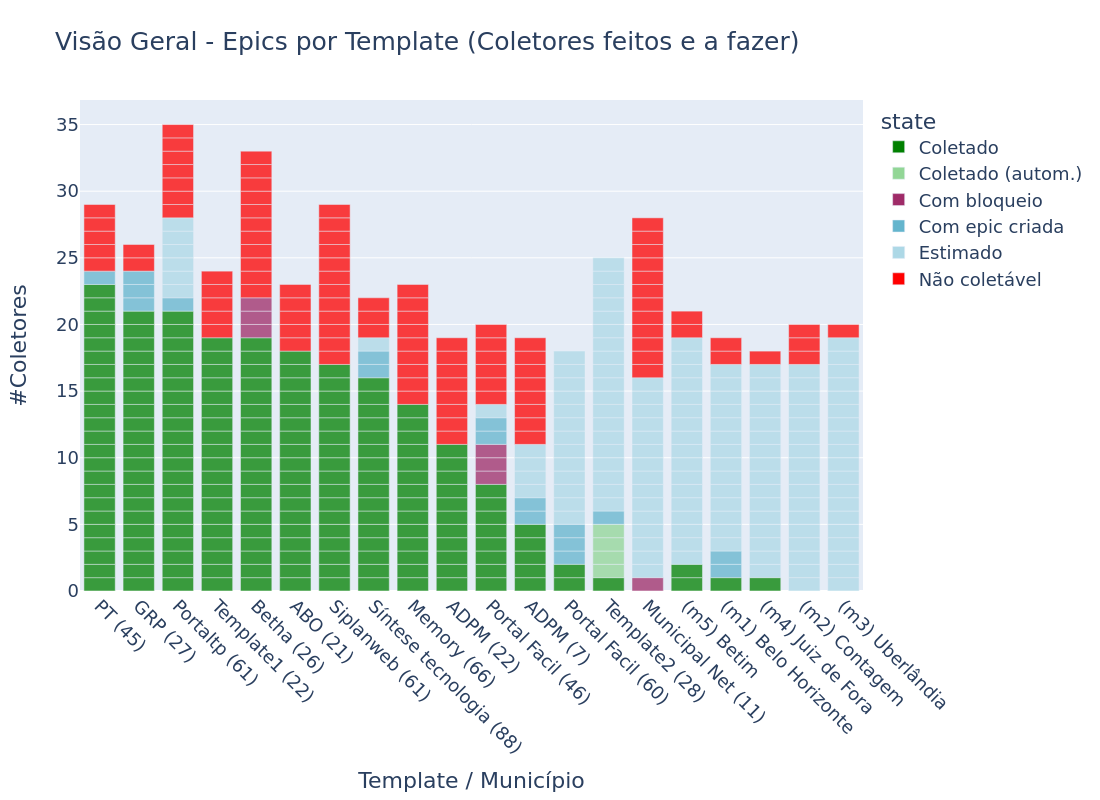 Visão Geral - Epics por Template (Coletores feitos e a fazer)
state
Coletado
Coletado (autom.)
Com bloqueio
Com epic criada
Estimado
Não coletável
#Coletores
35
30
25
20
15
10
5
0
PT (45)
GRP (27)
Portaltp (61)
Template1 (22)
Betha (26)
ABO (21)
Siplanweb (61)
Síntese tecnologia (88)
Memory (66)
ADPM (22)
Portal Facil (46)
ADPM (7)
Portal Facil (60)
Template2 (28)
Municipal Net (11)
(m5) Betim
(m1) Belo Horizonte
(m4) Juiz de Fora
(m2) Contagem
(m3) Uberlândia
Template / Município